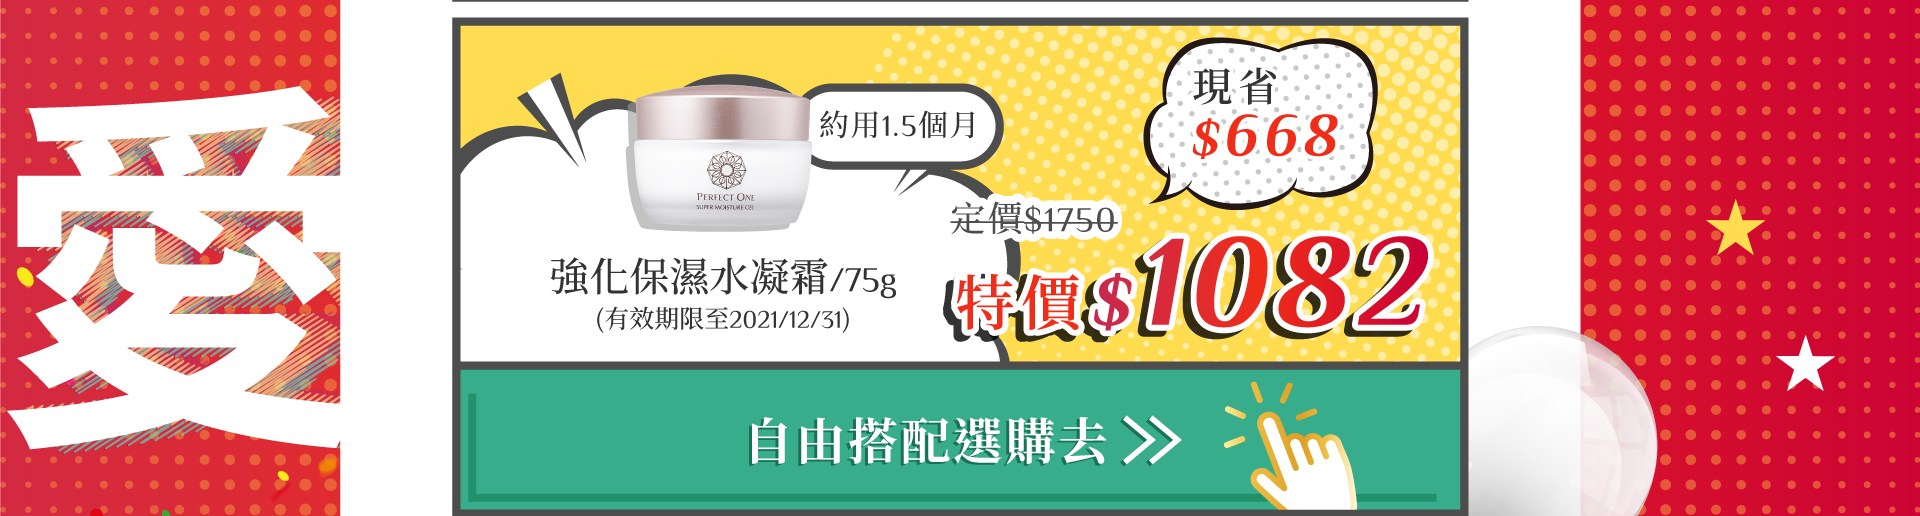 愛
現省
$668
約用1.5個月
PERFECT ONE
SUPER MOISTURE GEL
定價$1750
特價$1082
強化保濕水凝霜/75g
(有效期限至2021/12/31)
自由搭配選購去